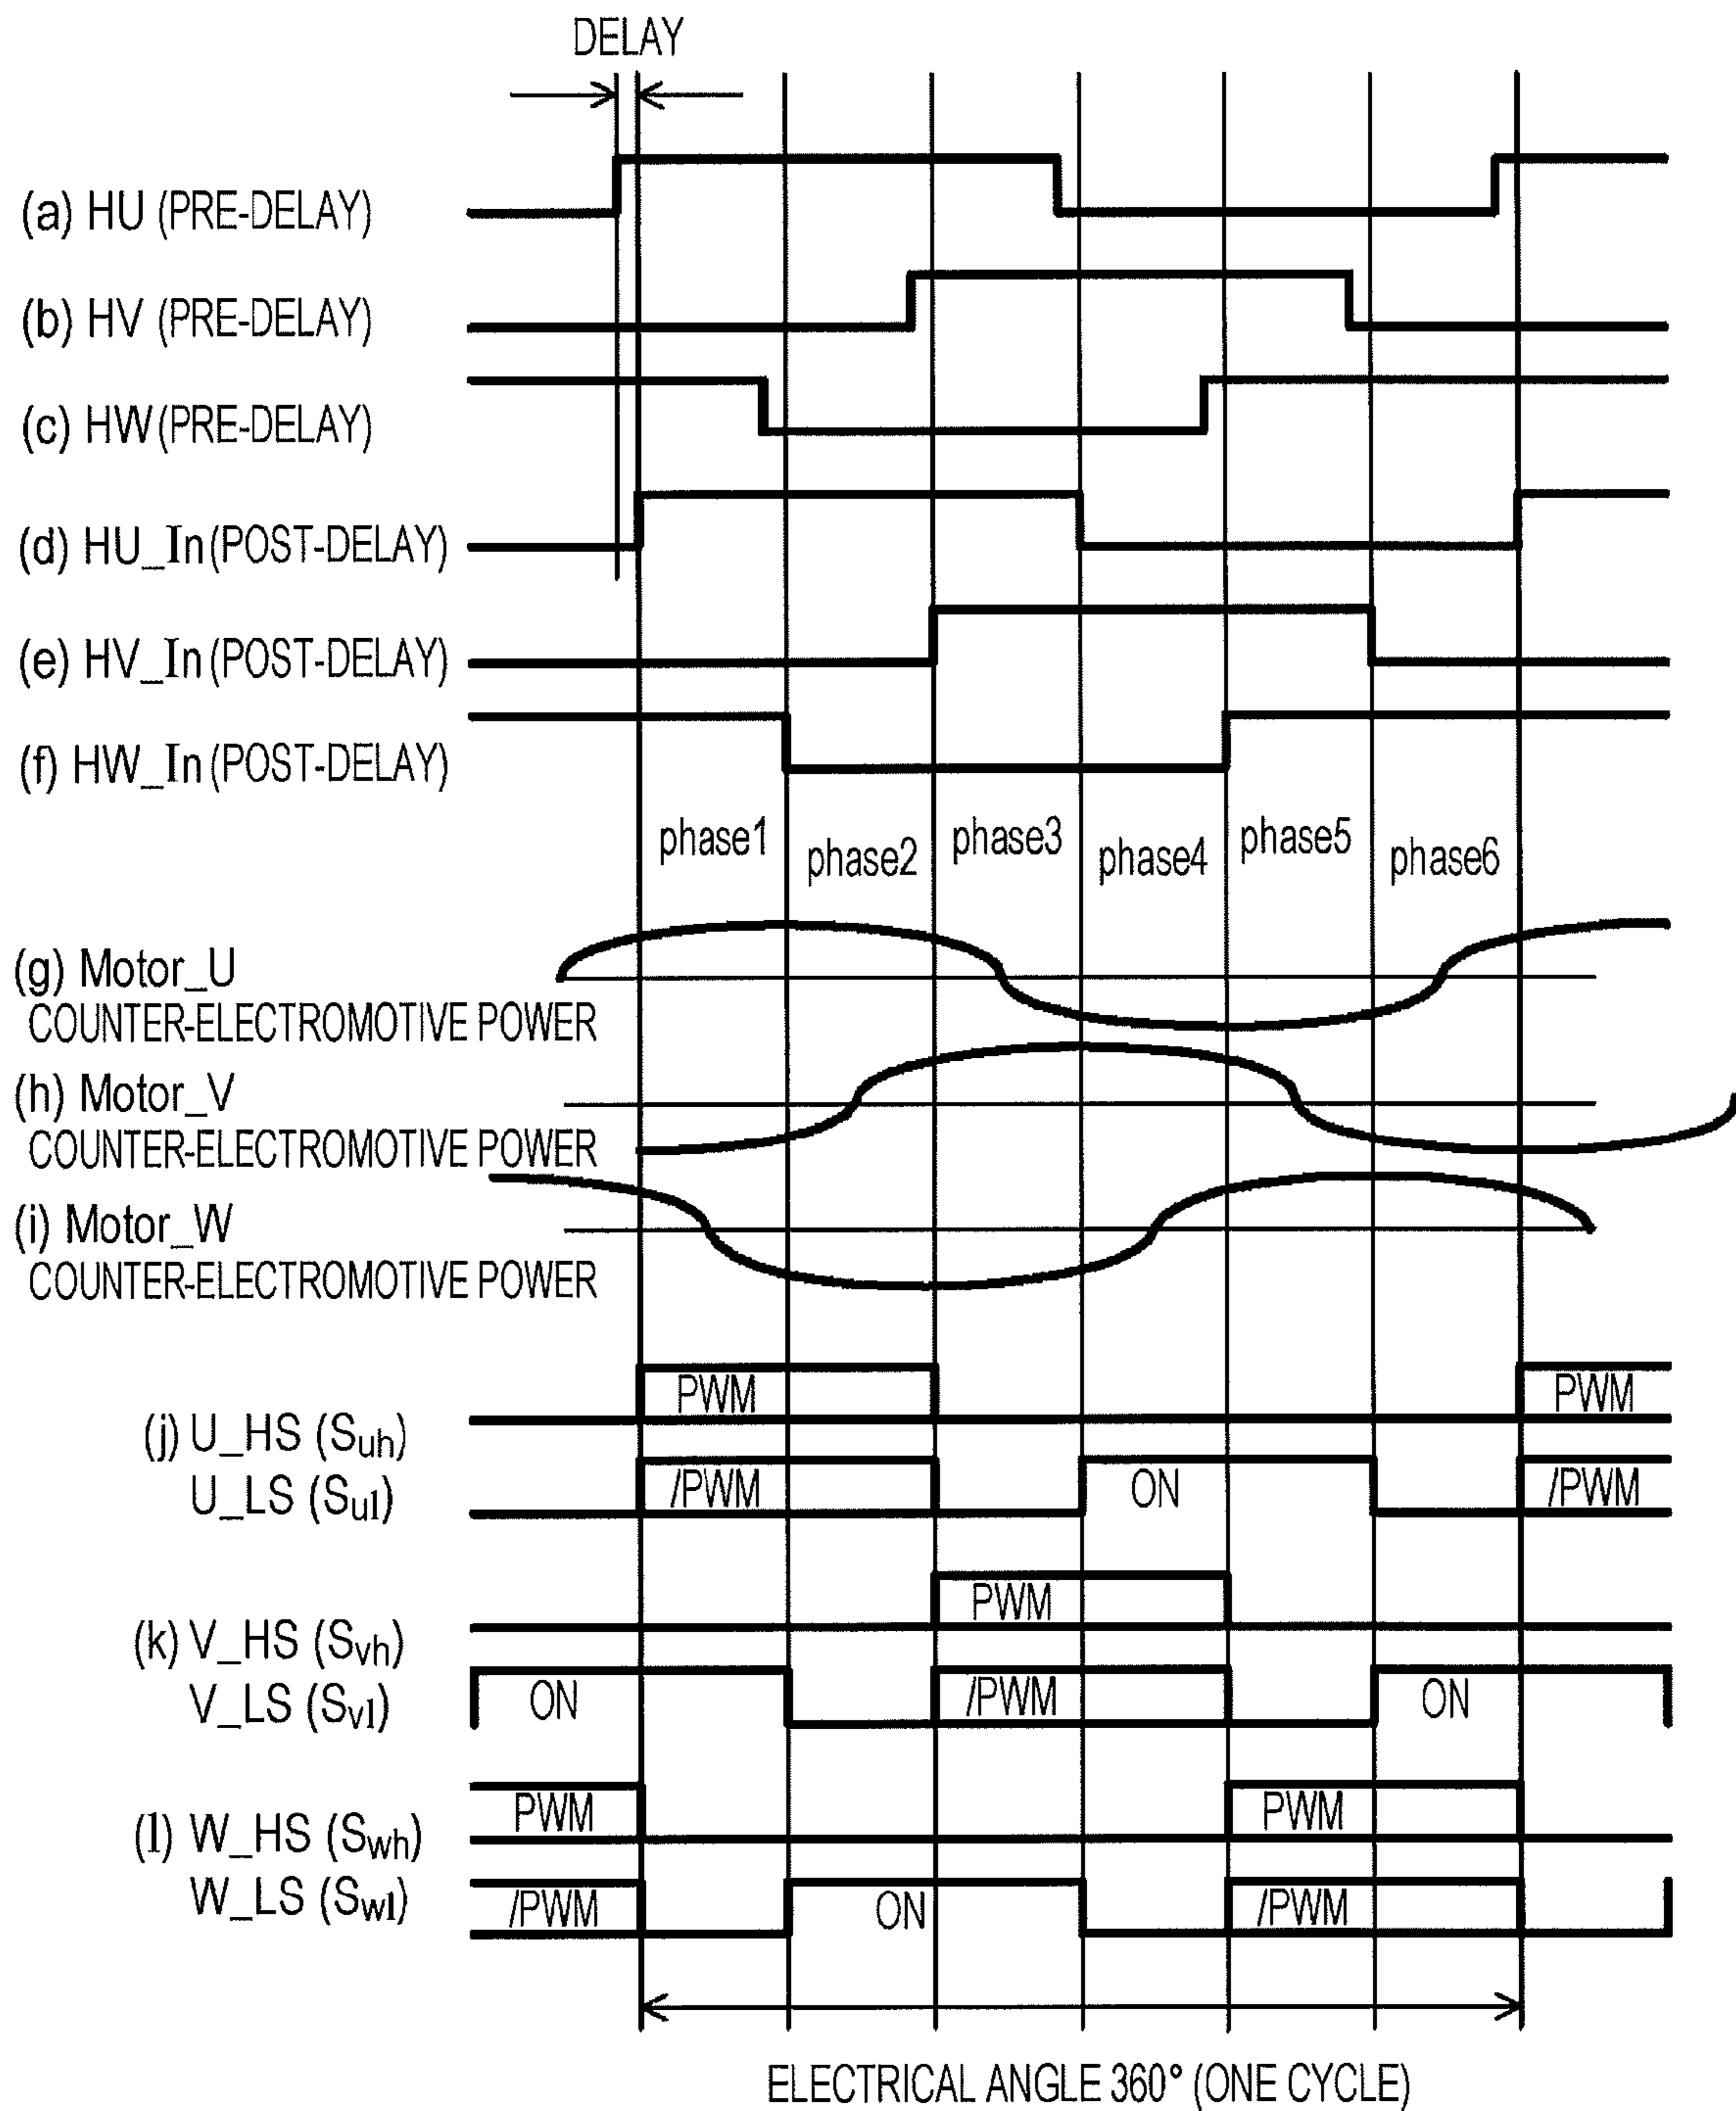 DELAY
(a) HU (PRE-DELAY)
(b) HV (PRE-DELAY)
(c) HW (PRE-DELAY)
(d) HU_In (POST-DELAY)
(e) HV_In (POST-DELAY)
(f) HW_In (POST-DELAY)
phase1 phase2 phase3 phase4 phase5 phase6
(g) Motor_U
COUNTER-ELECTROMOTIVE POWER
(h) Motor_V
COUNTER-ELECTROMOTIVE POWER
(i) Motor_W
COUNTER-ELECTROMOTIVE POWER
PWM PWM
(j) U_HS (Suh)
/PWM ON /PWM
U_LS (Sul)
PWM
(k) V_HS (Svh)
ON /PWM ON
V_LS (Svl)
PWM PWM
(l) W_HS (Swh)
/PWM ON /PWM
W_LS (Swl)
ELECTRICAL ANGLE 360° (ONE CYCLE)